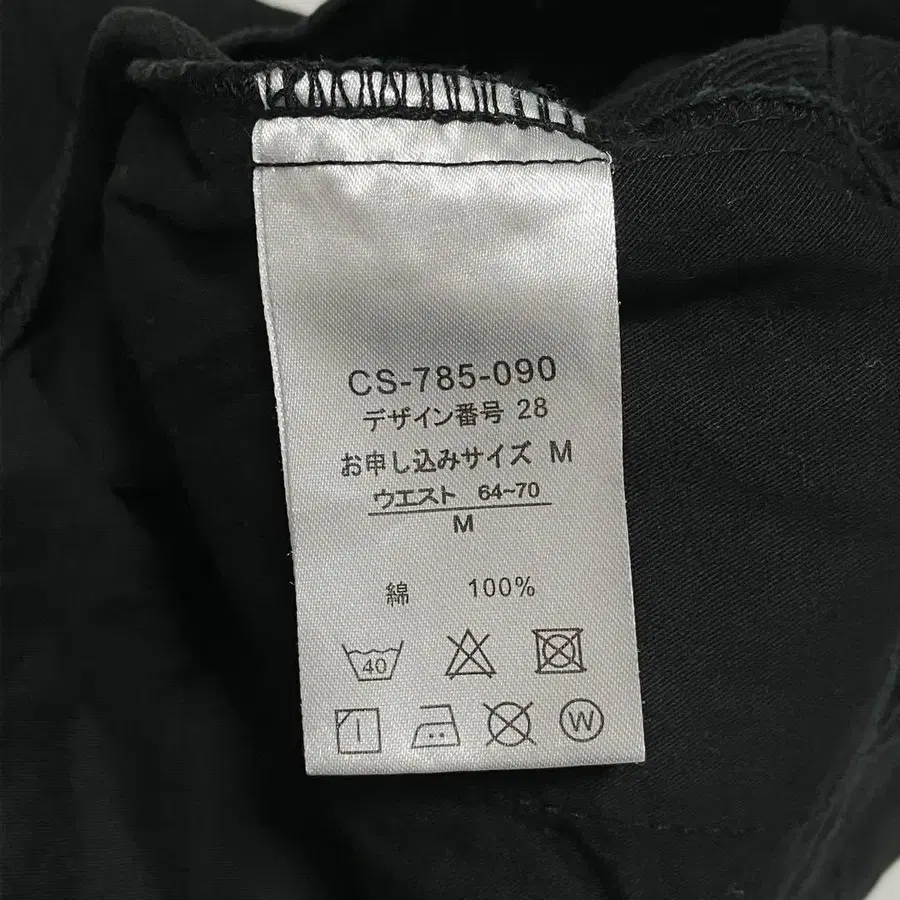 CS-785-090
デザイン番号 28
お申し込みサイズ M
ウエスト 64~70
M
綿 100%
40
W